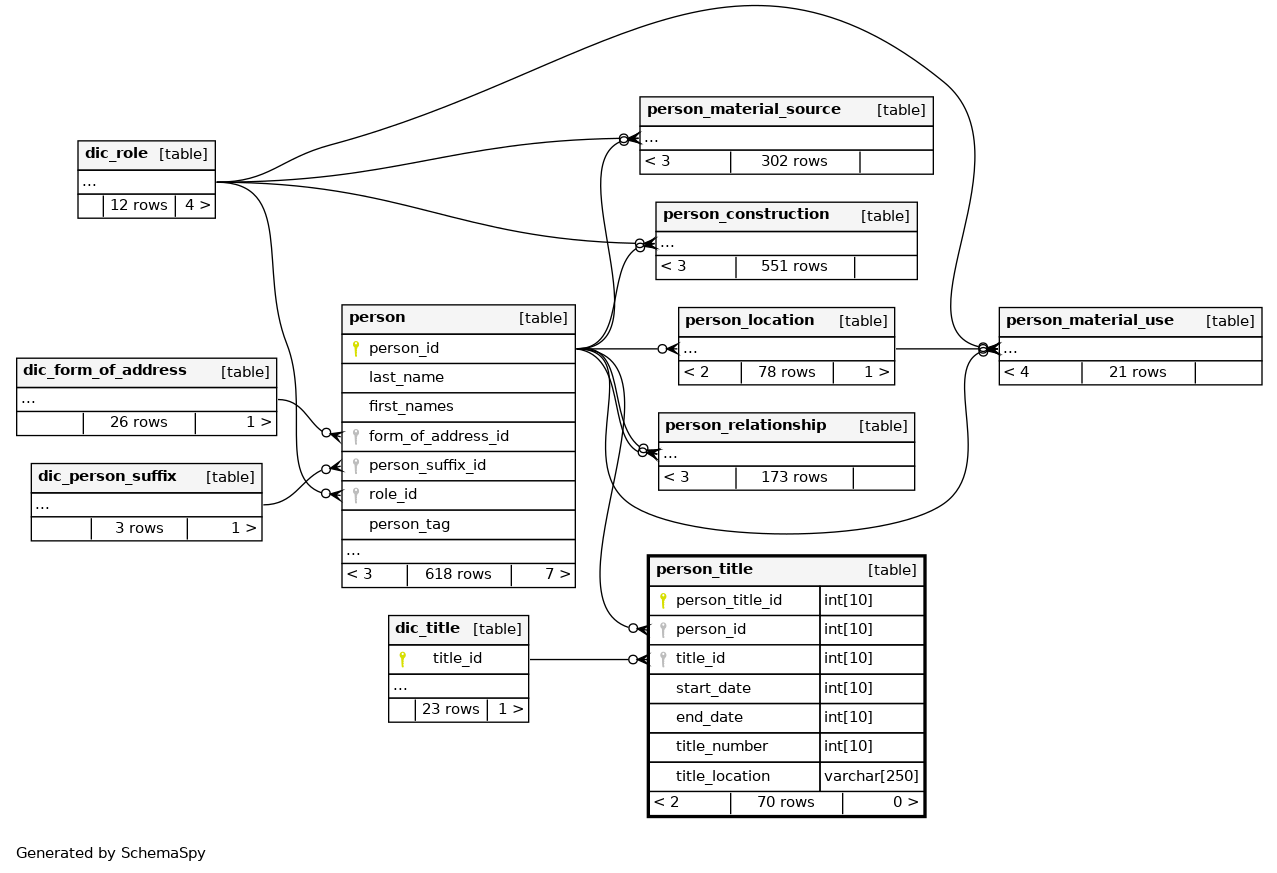 dic_role [table]
...
12 rows 4 >
dic_form_of_address [table]
...
26 rows 1 >
dic_person_suffix [table]
...
3 rows 1 >
person [table]
person_id
last_name
first_names
form_of_address_id
person_suffix_id
role_id
person_tag
...
< 3 618 rows 7 >
dic_title [table]
title_id
...
23 rows 1 >
person_material_source [table]
...
< 3 302 rows
person_construction [table]
...
< 3 551 rows
person_location [table]
...
< 2 78 rows 1 >
person_relationship [table]
...
< 3 173 rows
person_title [table]
person_title_id int[10]
person_id int[10]
title_id int[10]
start_date int[10]
end_date int[10]
title_number int[10]
title_location varchar[250]
< 2 70 rows 0 >
person_material_use [table]
...
< 4 21 rows
Generated by SchemaSpy